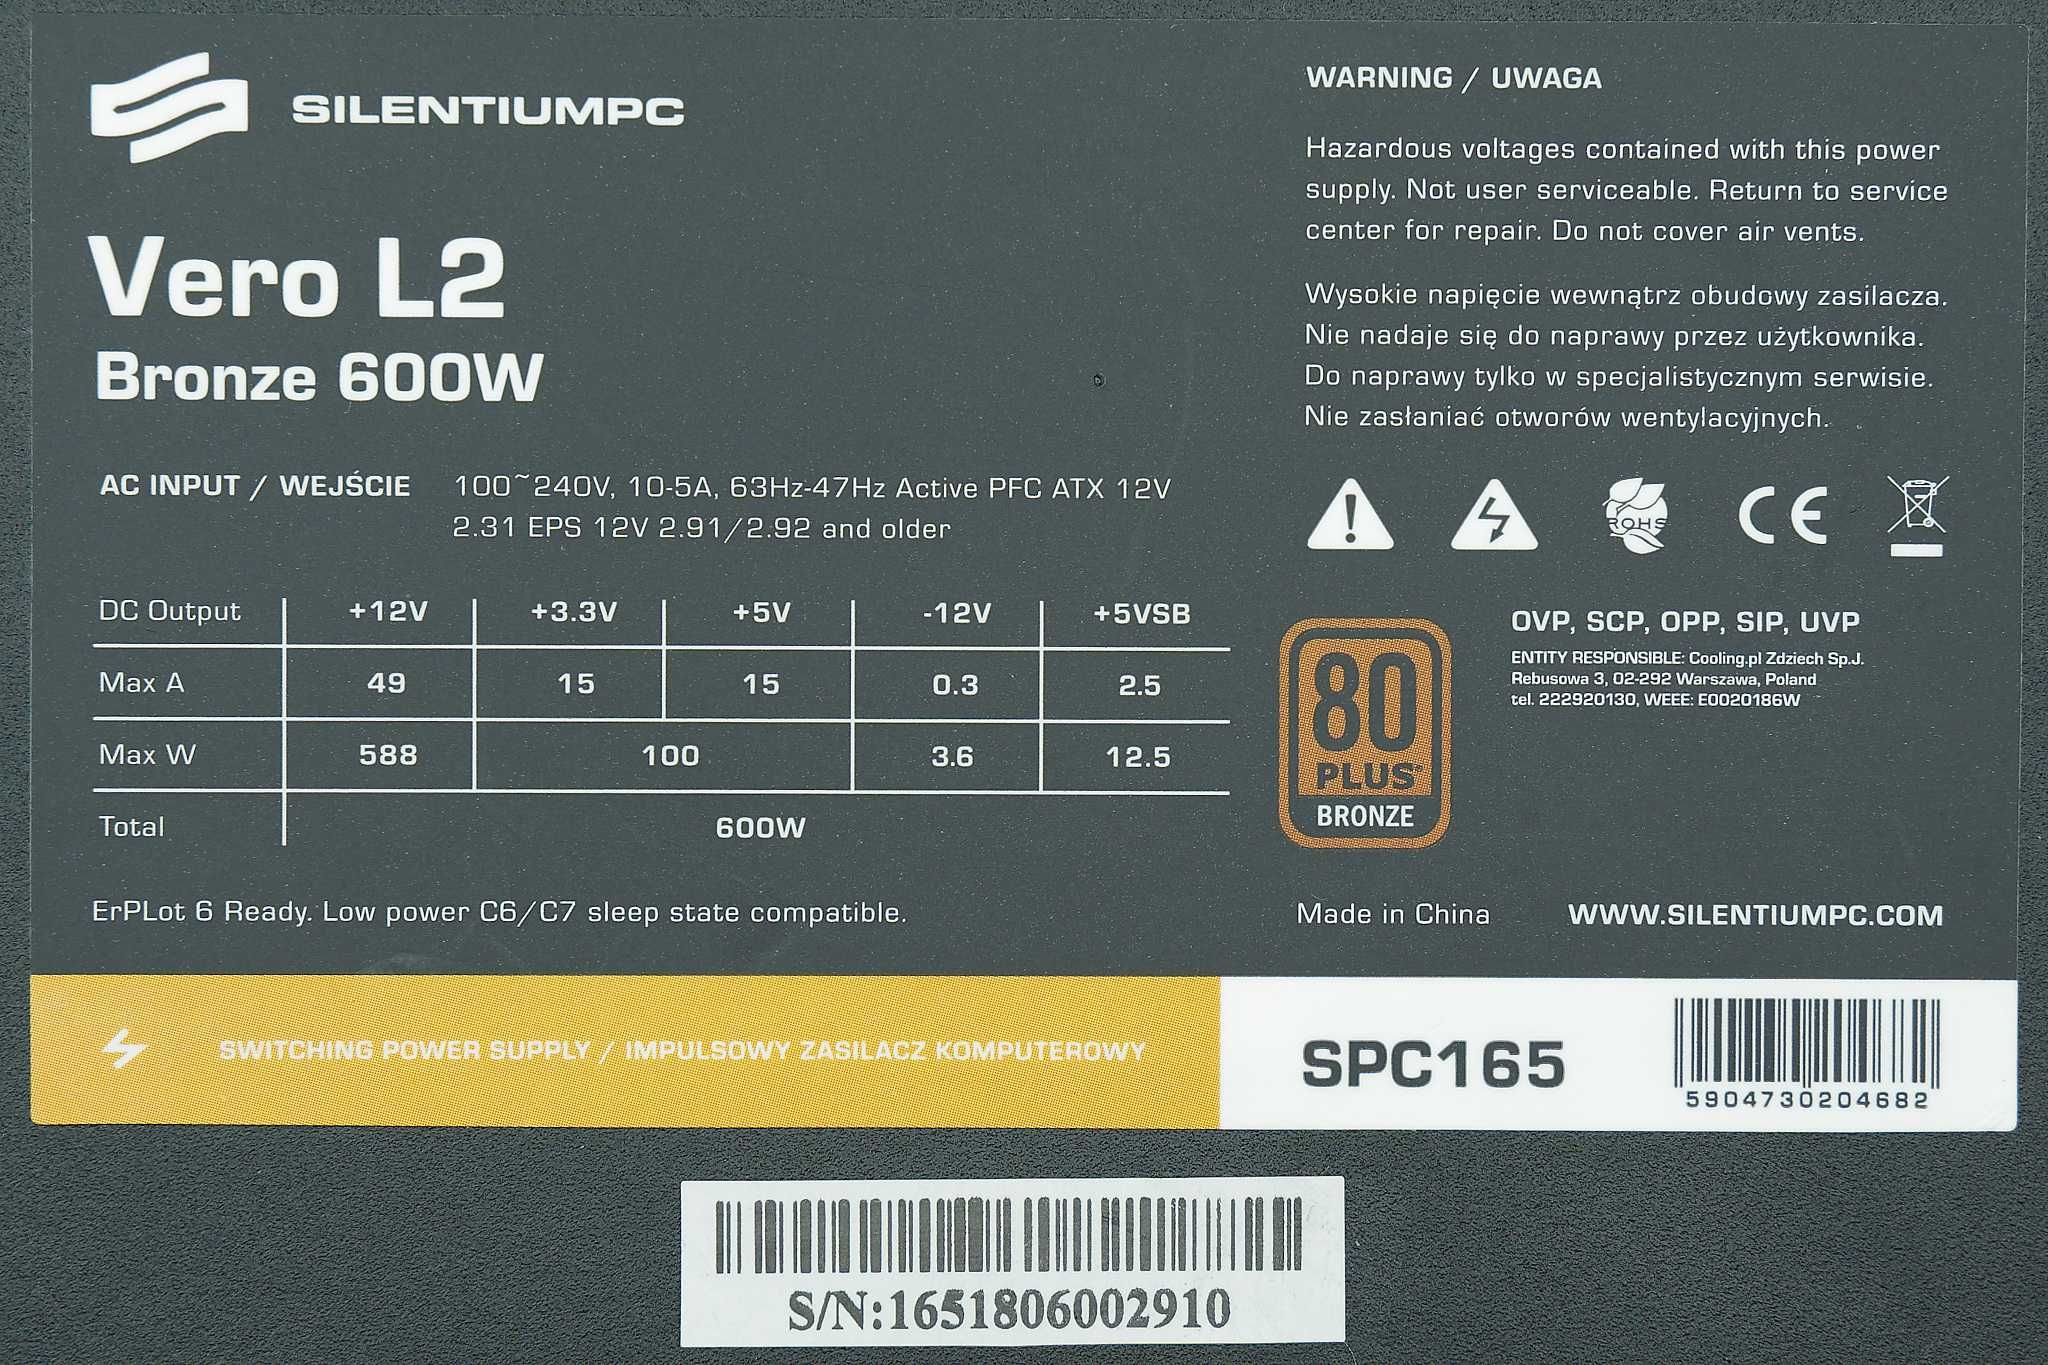 SILENTIUMPC
Vero L2
Bronze 600W
AC INPUT / WEJŚCIE 100~240V, 10-5A, 63Hz-47Hz Active PFC ATX 12V
2.31 EPS 12V 2.91/2.92 and older
DC Output +12V +3.3V +5V -12V +5VSB
Max A 49 15 15 0.3 2.5
Max W 588 100 3.6 12.5
Total 600W
ErPLot 6 Ready. Low power C6/C7 sleep state compatible.
WARNING / UWAGA
Hazardous voltages contained with this power
supply. Not user serviceable. Return to service
center for repair. Do not cover air vents.
Wysokie napięcie wewnątrz obudowy zasilacza.
Nie nadaje się do naprawy przez użytkownika.
Do naprawy tylko w specjalistycznym serwisie.
Nie zasłaniać otworów wentylacyjnych.
ROHS
CE
80
PLUS
BRONZE
OVP, SCP, OPP, SIP, UVP
ENTITY RESPONSIBLE: Cooling.pl Zdziech Sp.J.
Rebusowa 3, 02-292 Warszawa, Poland
tel. 222920130, WEEE: E0020186W
Made in China WWW.SILENTIUMPC.COM
SWITCHING POWER SUPPLY / IMPULSOWY ZASILACZ KOMPUTEROWY
SPC165
5904730204682
S/N:1651806002910